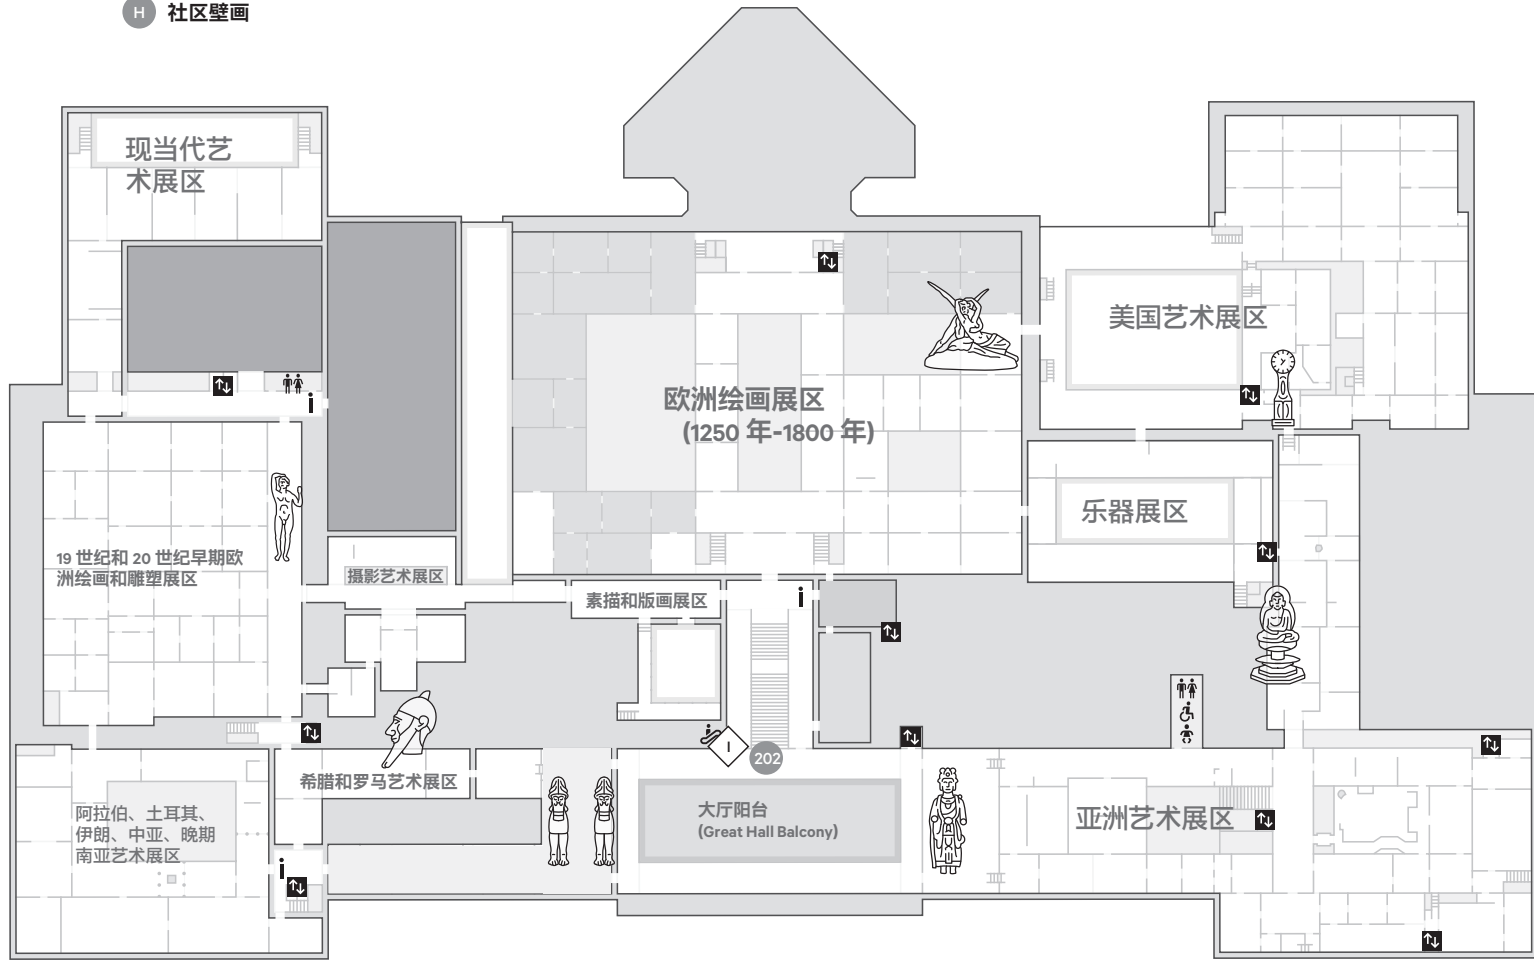 H 社区壁画
现当代艺
术展区
美国艺术展区
欧洲绘画展区
(1250 年-1800 年)
乐器展区
19 世纪和 20 世纪早期欧
洲绘画和雕塑展区
摄影艺术展区
素描和版画展区
I
202
希腊和罗马艺术展区
大厅阳台
(Great Hall Balcony)
亚洲艺术展区
阿拉伯、土耳其、
伊朗、中亚、晚期
南亚艺术展区